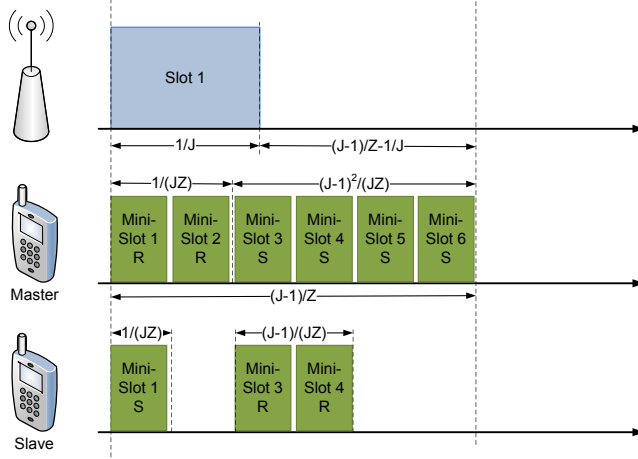 Slot 1
1/J
(J-1)/Z-1/J
1/(JZ)
(J-1)²/(JZ)
Mini-
Slot 1
R
Mini-
Slot 2
R
Mini-
Slot 3
S
Mini-
Slot 4
S
Mini-
Slot 5
S
Mini-
Slot 6
S
Master
(J-1)/Z
1/(JZ)
(J-1)/(JZ)
Mini-
Slot 1
S
Mini-
Slot 3
R
Mini-
Slot 4
R
Slave